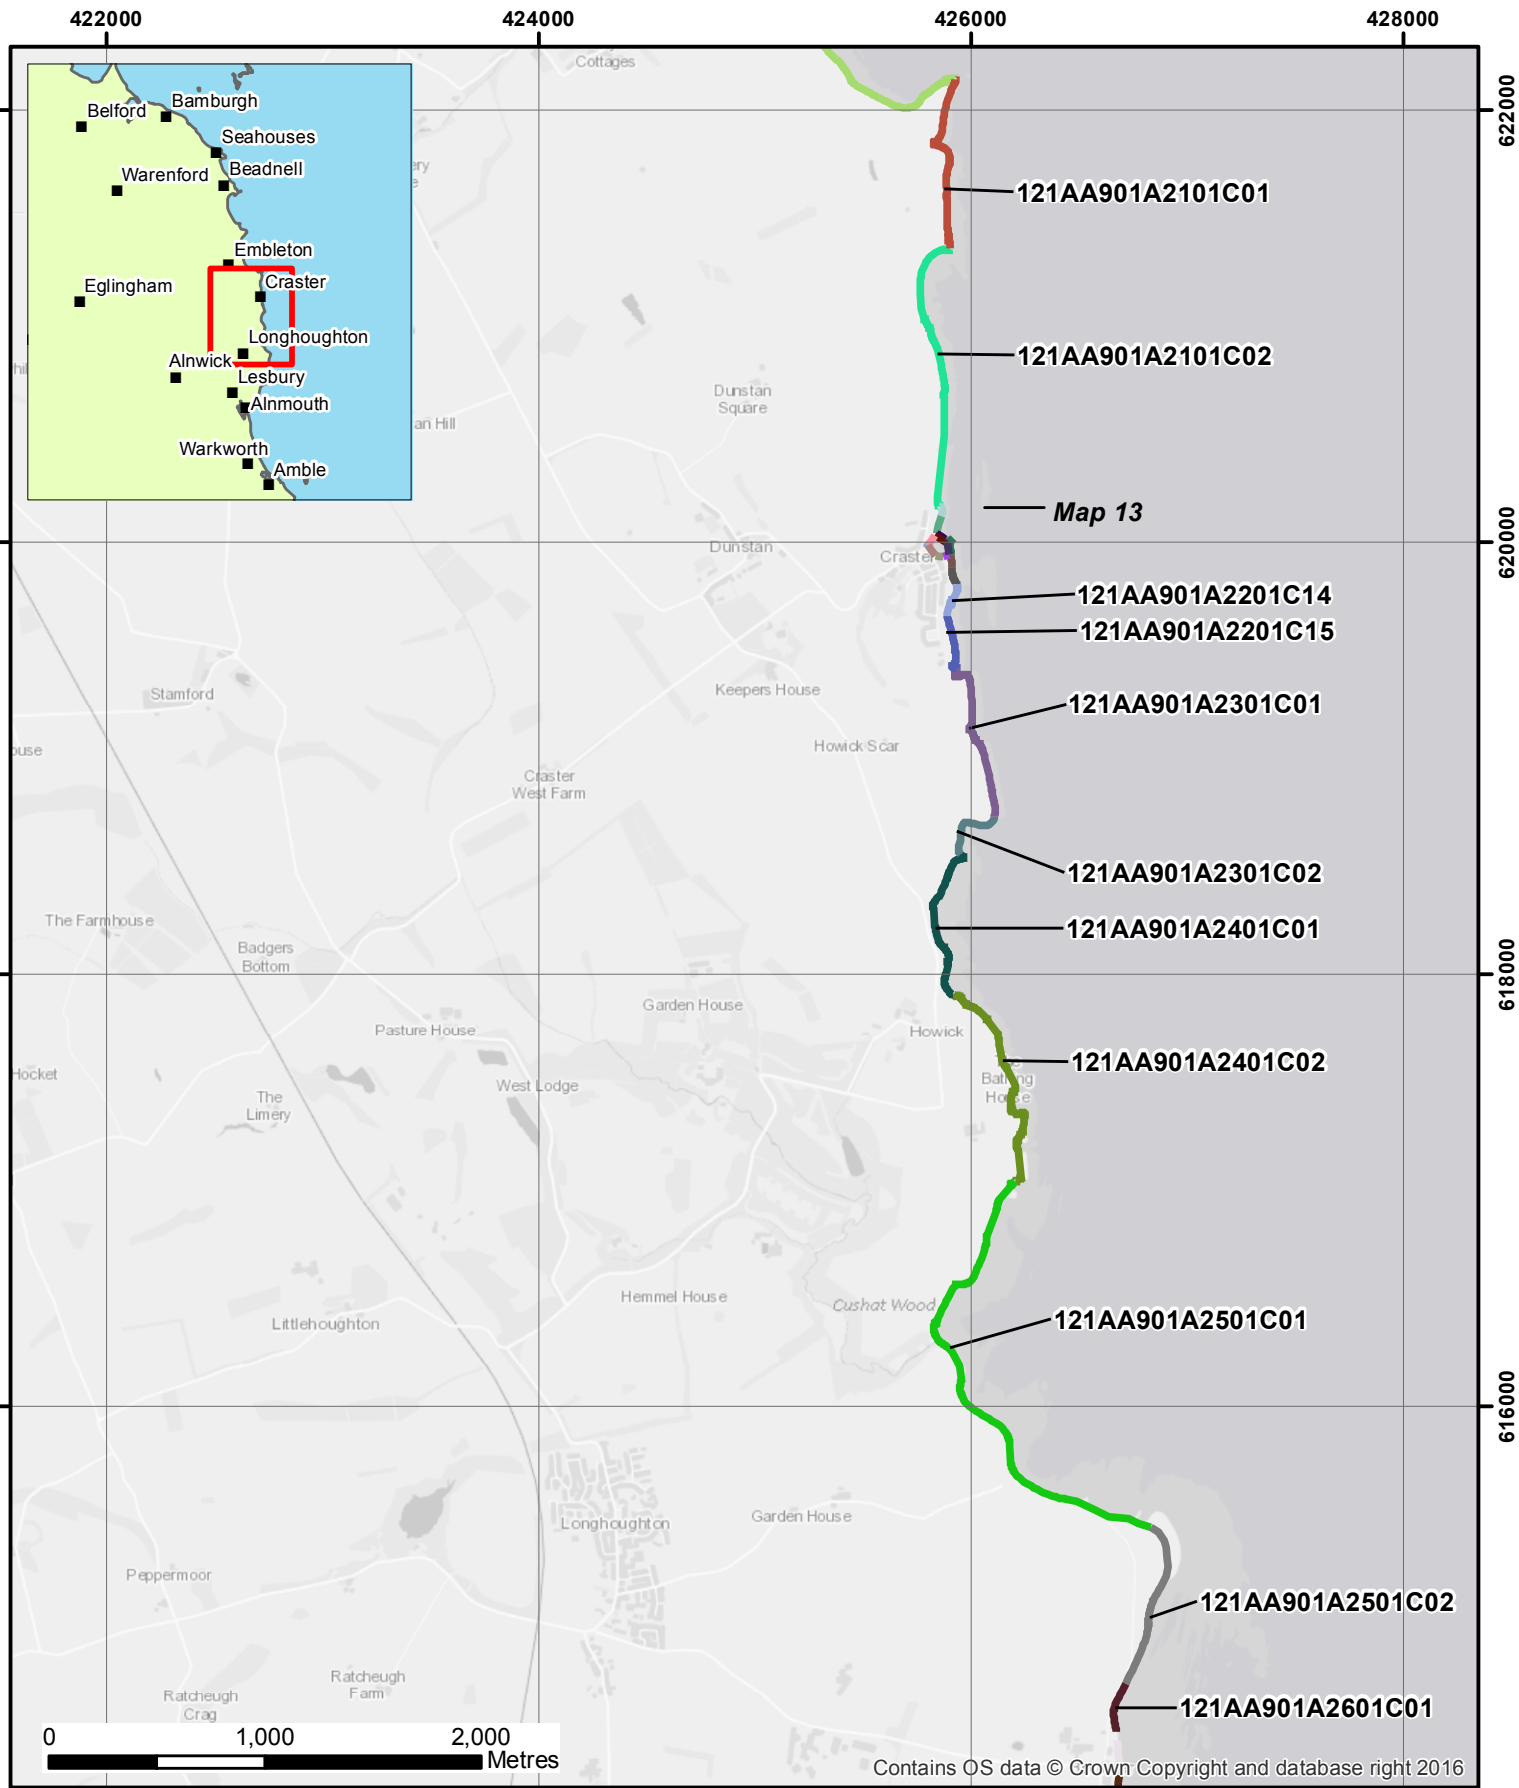 422000
424000
426000
428000
Cottages
622000
Bamburgh
Belford
Seahouses
Beadnell
Warenford
121AA901A2101C01
Embleton
Craster
Eglingham
Longhoughton
121AA901A2101C02
Alnwick
Lesbury
Alnmouth
Dunstan
Square
an Hill
Warkworth
Amble
Map 13
620000
Dunstan
Craster
121AA901A2201C14
121AA901A2201C15
Keepers House
Stamford
121AA901A2301C01
Howick Scar
ouse
Craster
West Farm
121AA901A2301C02
The Farmhouse
121AA901A2401C01
Badgers
Bottom
618000
Garden House
Pasture House
Howick
121AA901A2401C02
Hocket
West Lodge
Bathing
House
The
Limery
Hemmel House
Cushat Wood
Littlehoughton
121AA901A2501C01
616000
Garden House
Longhoughton
Peppermoor
121AA901A2501C02
Ratcheugh
Farm
Ratcheugh
Crag
121AA901A2601C01
0 1,000 2,000
Metres
Contains OS data © Crown Copyright and database right 2016